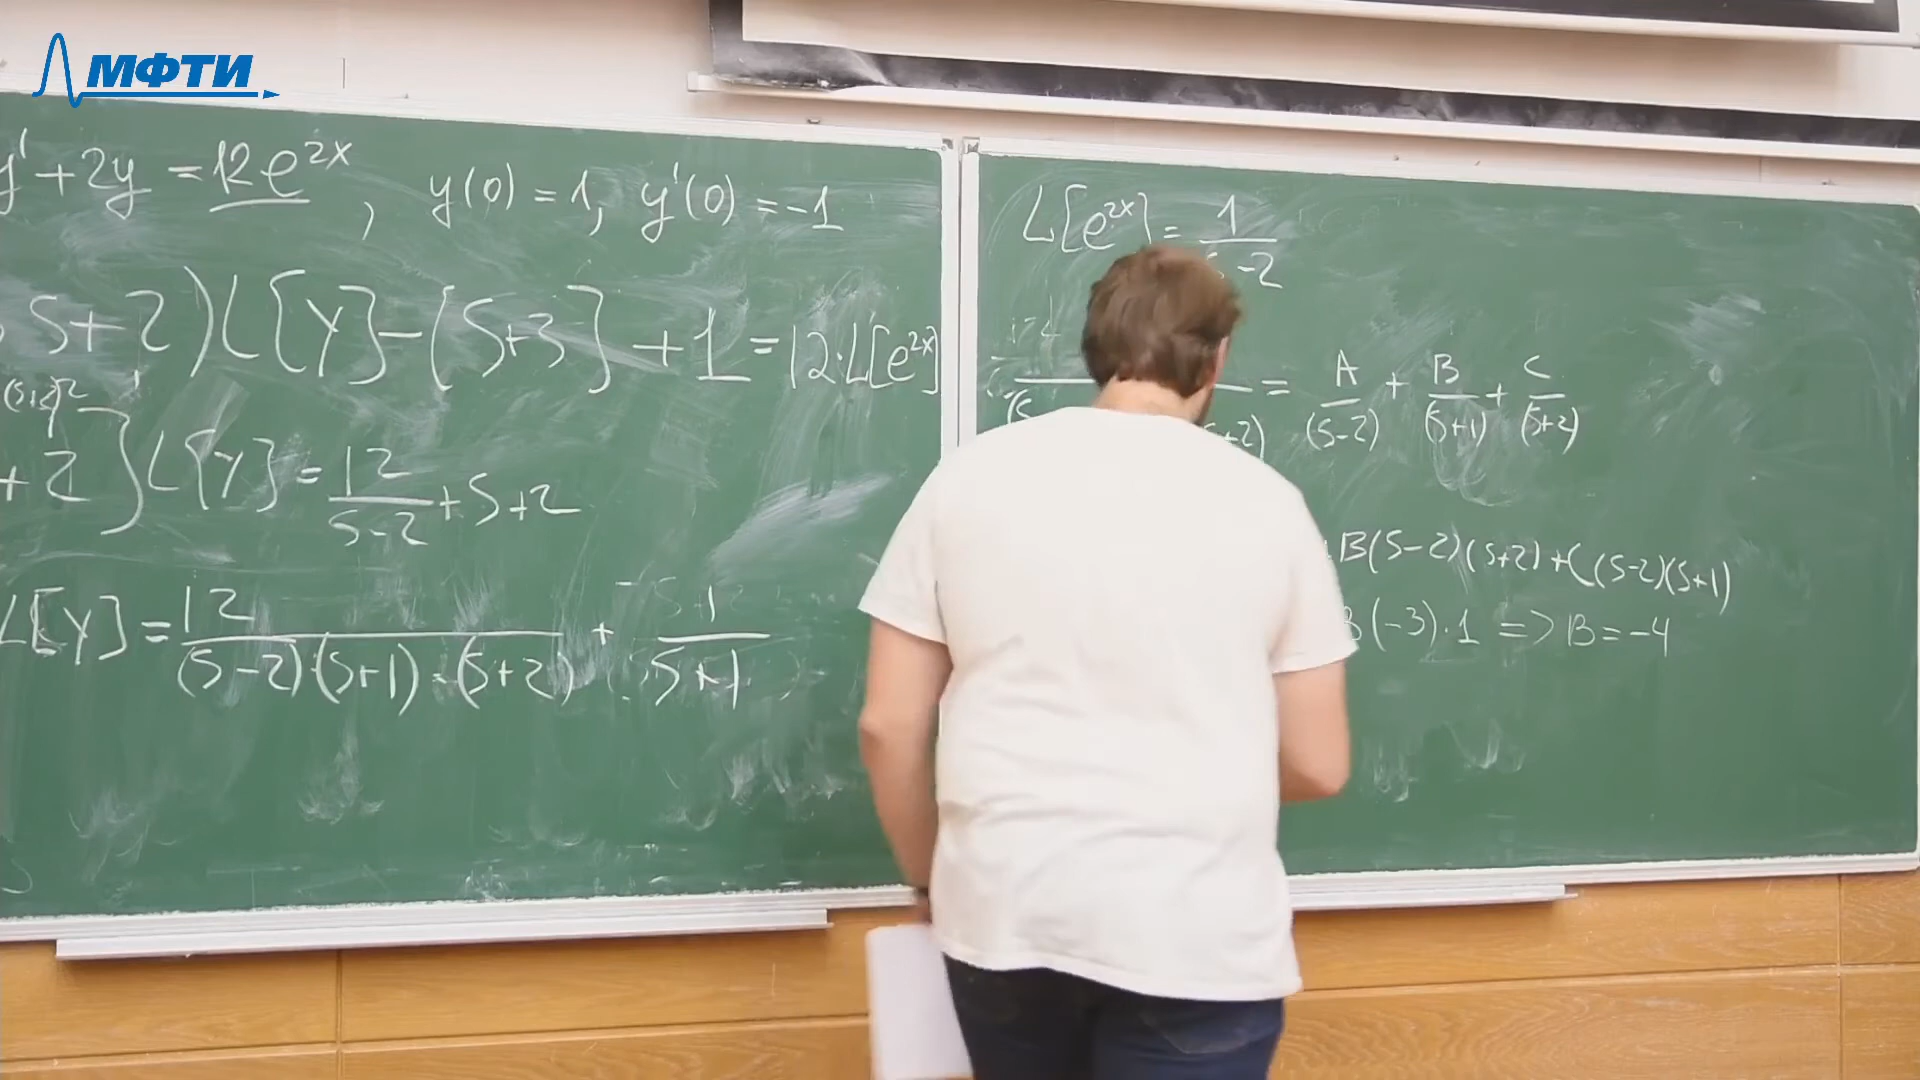 МФТИ
y' + 2y = 12e^{2x}, y(0) = 1, y'(0) = -1
S+2)L[Y] - [S+3] + 1 = 12·L[e^{2x}]
+2]L[Y] = 12/(S-2) + S+2
L[Y] = 12/((S-2)·(S+1)·(S+2)) + 1/(S+1)
L[e^{2x}] = 1/(S-2)
= A/(S-2) + B/(S+1) + C/(S+2)
B(S-2)(S+2) + C(S-2)(S+1)
B(-3)·1 => B = -4